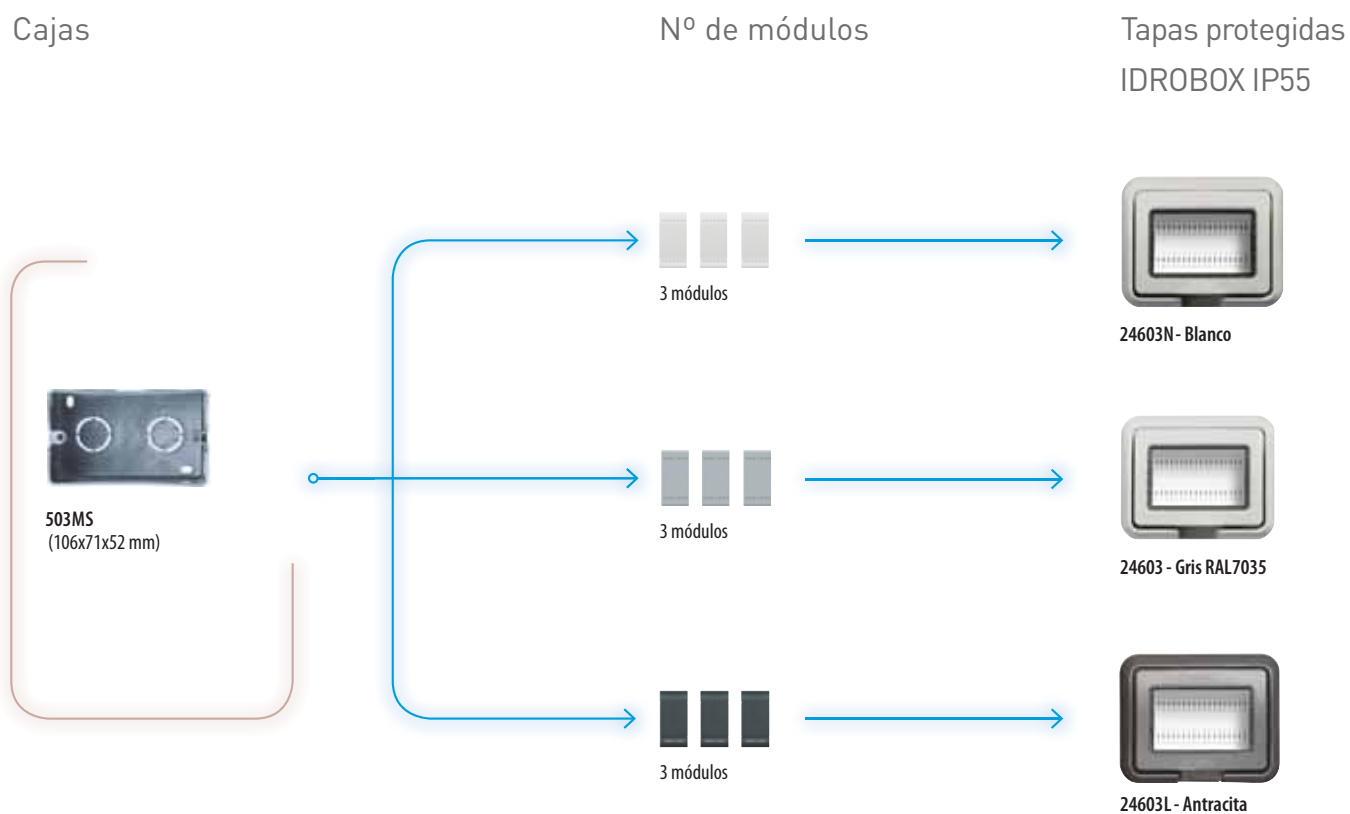 Cajas
Nº de módulos
Tapas protegidas
IDROBOX IP55
3 módulos
24603N - Blanco
503MS
(106x71x52 mm)
3 módulos
24603 - Gris RAL7035
3 módulos
24603L - Antracita